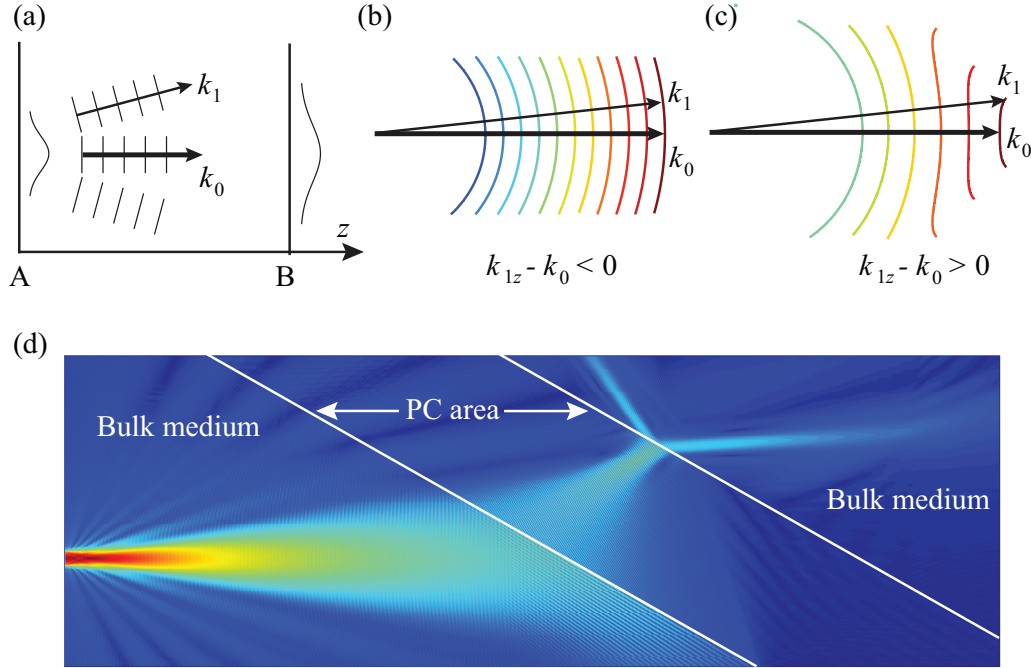 (a)
k1
k0
z
A
B
(b)
k1
k0
k1z - k0 < 0
(c)
k1
k0
k1z - k0 > 0
(d)
Bulk medium
PC area
Bulk medium